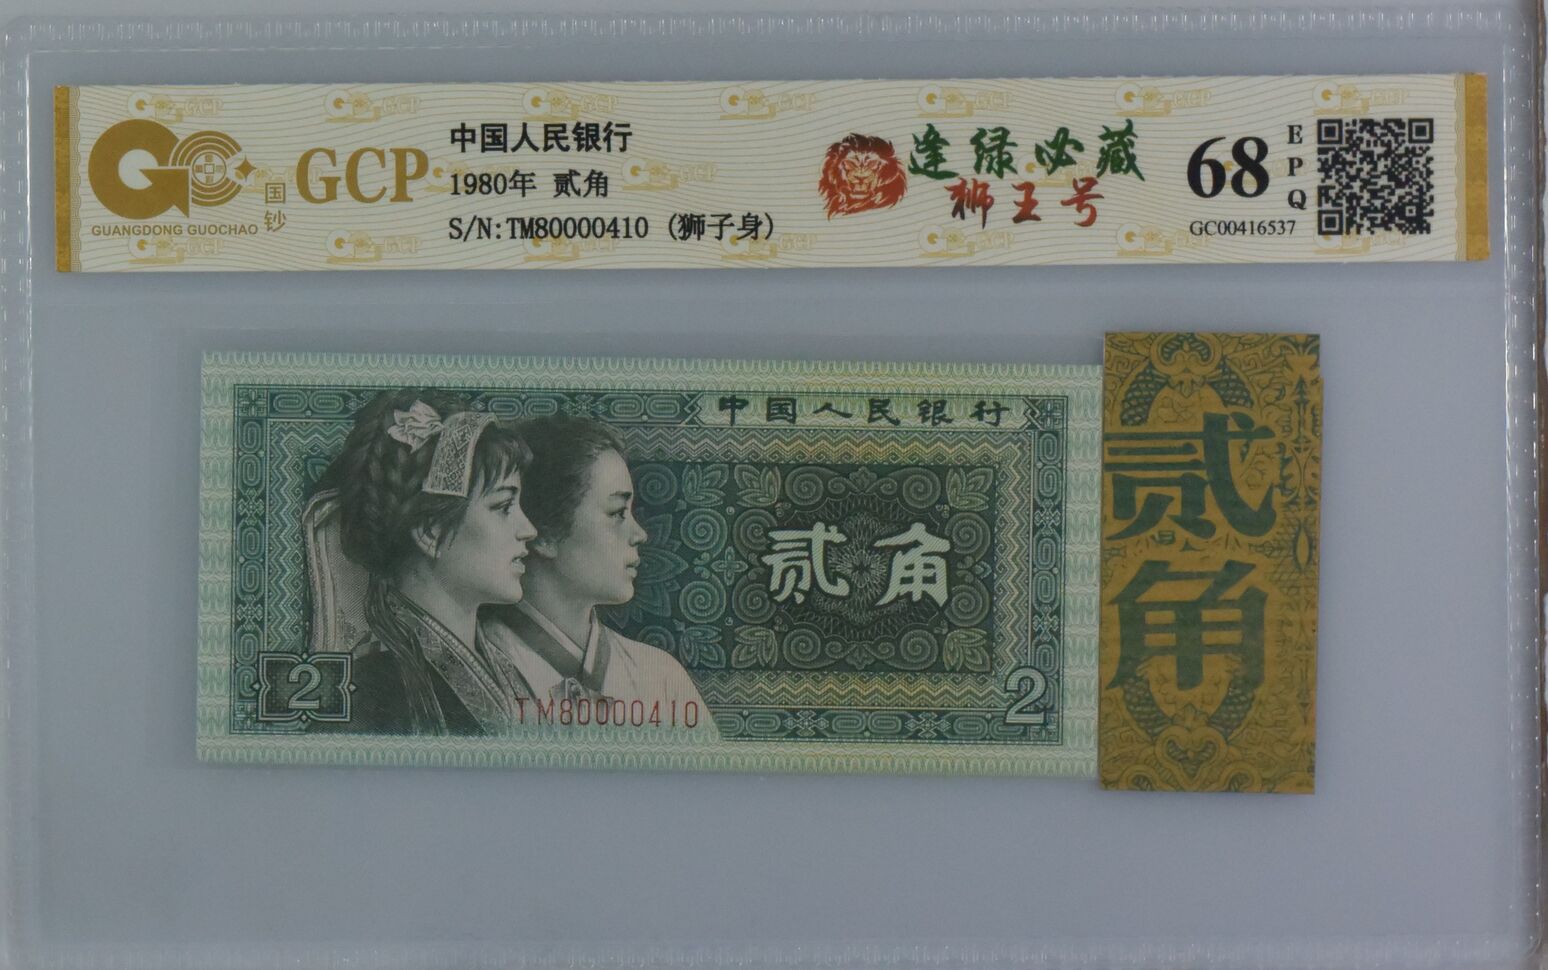 GCP
国钞
GUANGDONG GUOCHAO
中国人民银行
1980年 贰角
S/N:TM80000410 (狮子身)
逢绿必藏
狮王号
68
EPQ
GC00416537
中国人民银行
贰角
2
2
TM80000410
贰角